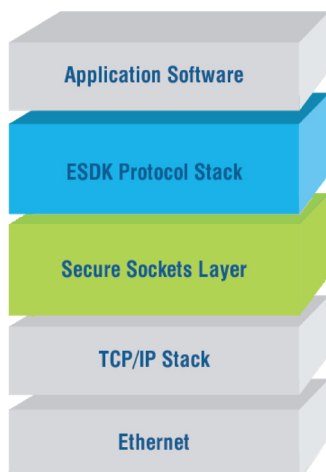 Application Software
ESDK Protocol Stack
Secure Sockets Layer
TCP/IP Stack
Ethernet